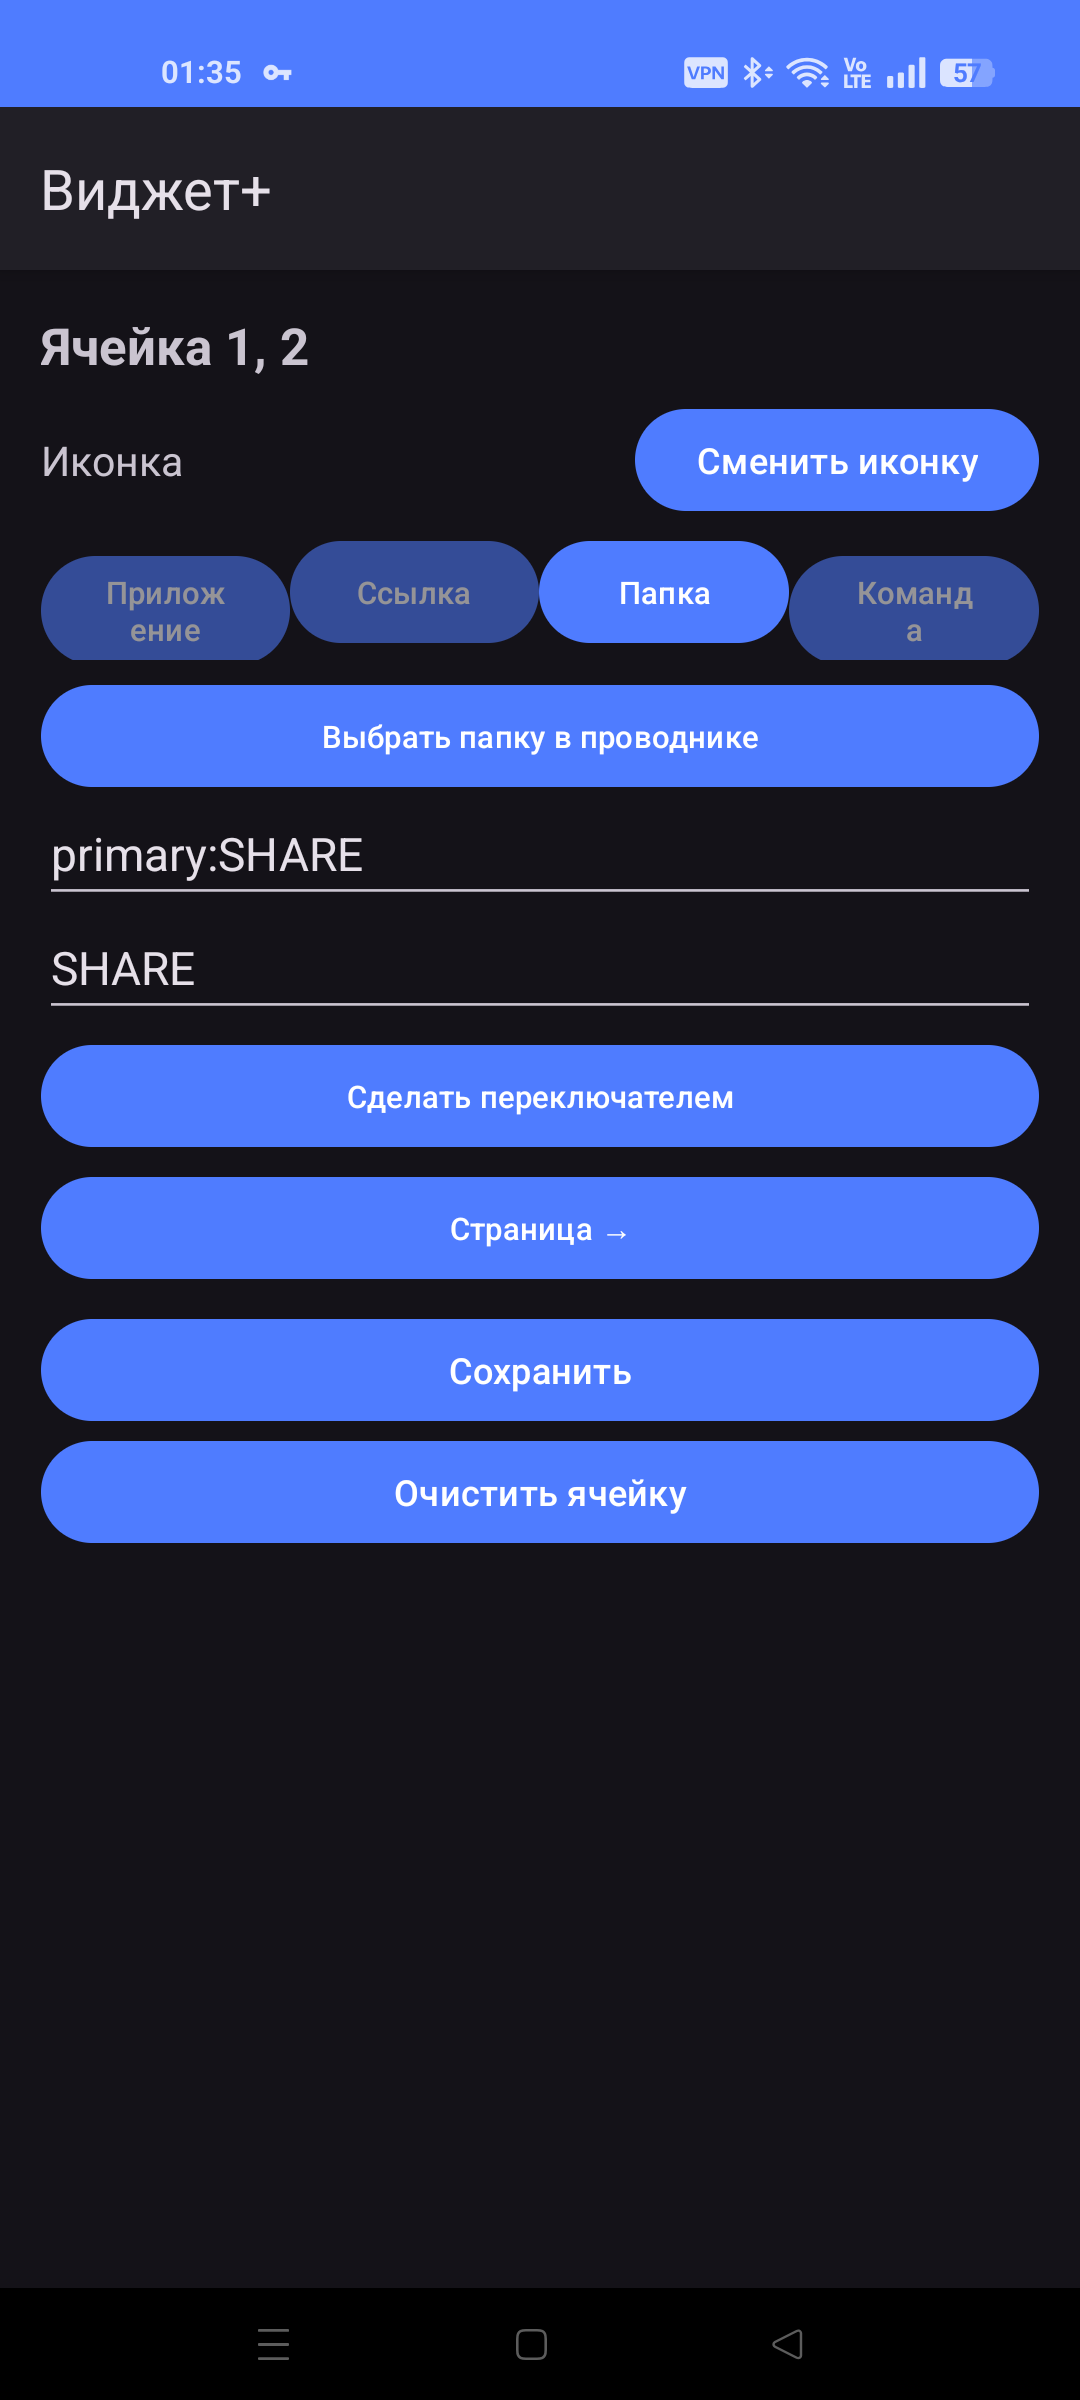 01:35
VPN
Vo
LTE
57
Виджет+
Ячейка 1, 2
Иконка
Сменить иконку
Прилож
ение
Ссылка
Папка
Команд
а
Выбрать папку в проводнике
primary:SHARE
SHARE
Сделать переключателем
Страница →
Сохранить
Очистить ячейку